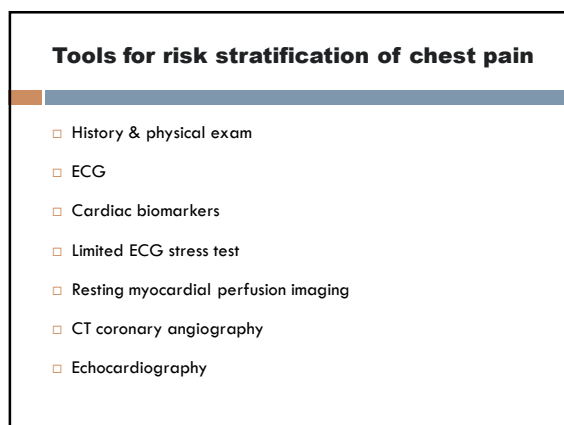 Tools for risk stratification of chest pain
History & physical exam
ECG
Cardiac biomarkers
Limited ECG stress test
Resting myocardial perfusion imaging
CT coronary angiography
Echocardiography